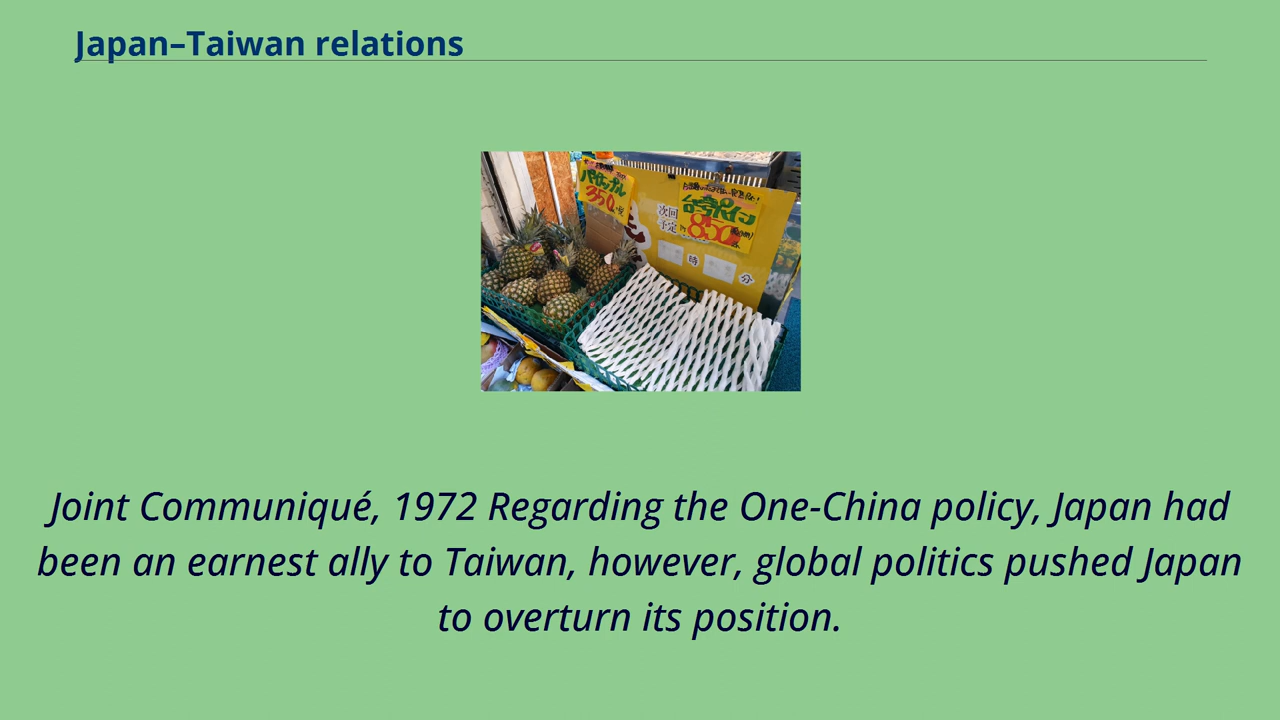 Japan–Taiwan relations
パイナップル
350
台湾パイン
850
次回
予定
時
分
Joint Communiqué, 1972 Regarding the One-China policy, Japan had
been an earnest ally to Taiwan, however, global politics pushed Japan
to overturn its position.